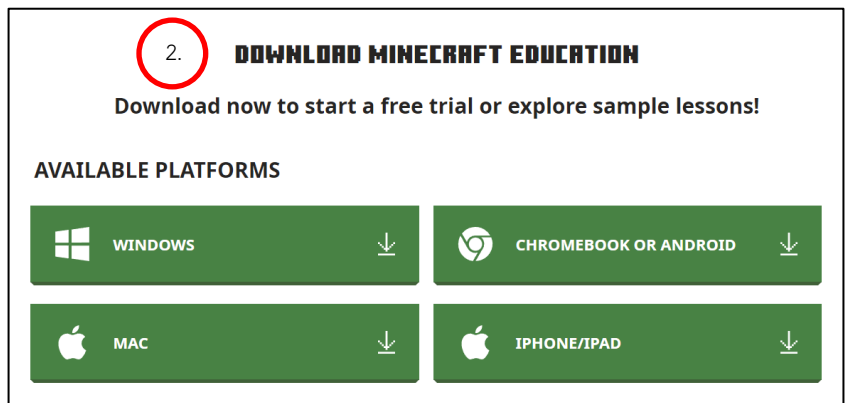 2.
DOWNLOAD MINECRAFT EDUCATION
Download now to start a free trial or explore sample lessons!
AVAILABLE PLATFORMS
WINDOWS
CHROMEBOOK OR ANDROID
MAC
IPHONE/IPAD